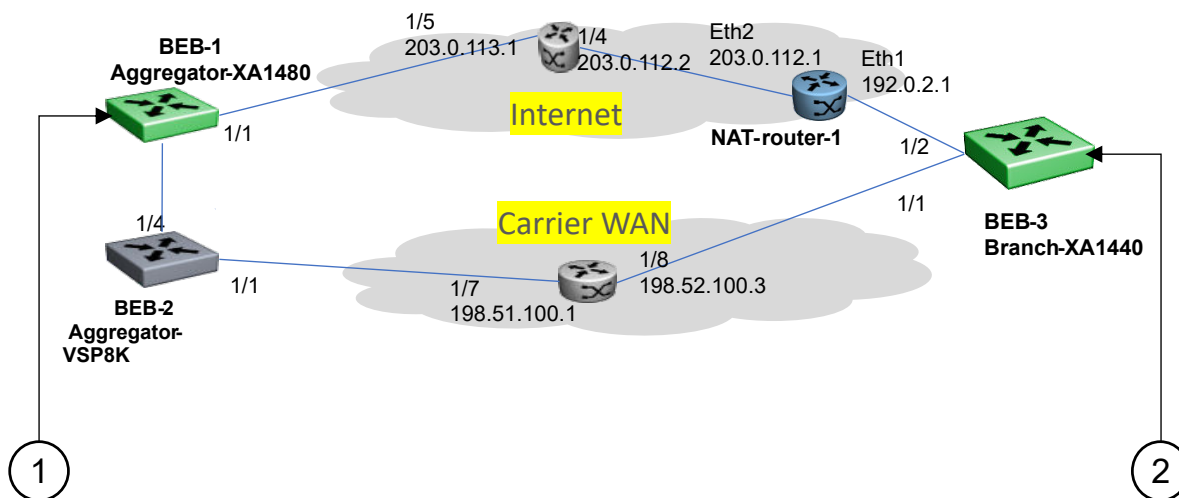 1/5
203.0.113.1
BEB-1
Aggregator-XA1480
1/1
1/4
203.0.112.2
Eth2
203.0.112.1
Eth1
192.0.2.1
Internet
NAT-router-1
1/2
1/1
BEB-3
Branch-XA1440
1/4
BEB-2
Aggregator-
VSP8K
1/1
Carrier WAN
1/7
198.51.100.1
1/8
198.52.100.3
1
2